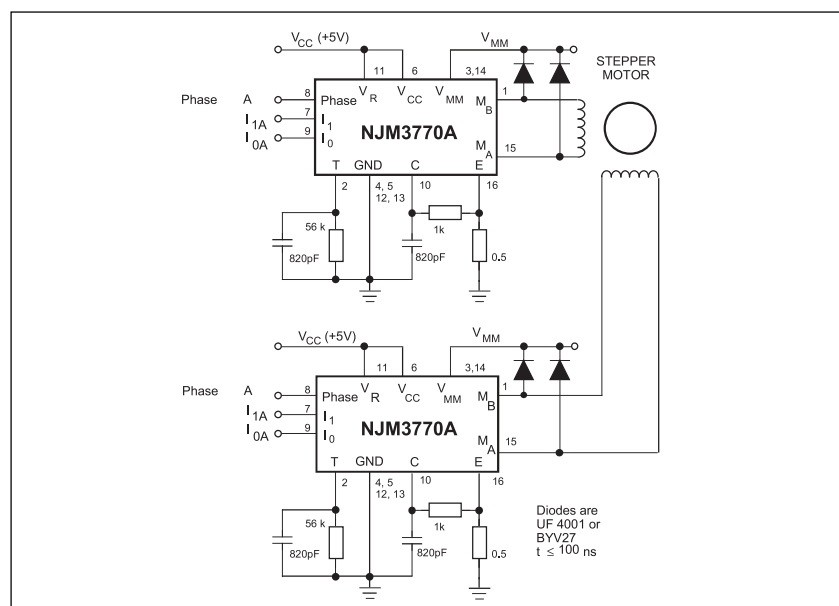 V_CC (+5V)
V_MM
STEPPER
MOTOR
11
6
3,14
Phase A
8
Phase
V_R
V_CC
V_MM
M_B
1
I_1A
7
I_1
NJM3770A
I_0A
9
I_0
M_A
15
T
GND
C
E
2
4, 5
12, 13
10
16
56 k
1k
820pF
820pF
0.5
V_CC (+5V)
V_MM
11
6
3,14
Phase A
8
Phase
V_R
V_CC
V_MM
M_B
1
I_1A
7
I_1
NJM3770A
I_0A
9
I_0
M_A
15
T
GND
C
E
2
4, 5
12, 13
10
16
56 k
1k
820pF
820pF
0.5
Diodes are
UF 4001 or
BYV27
t ≤ 100 ns